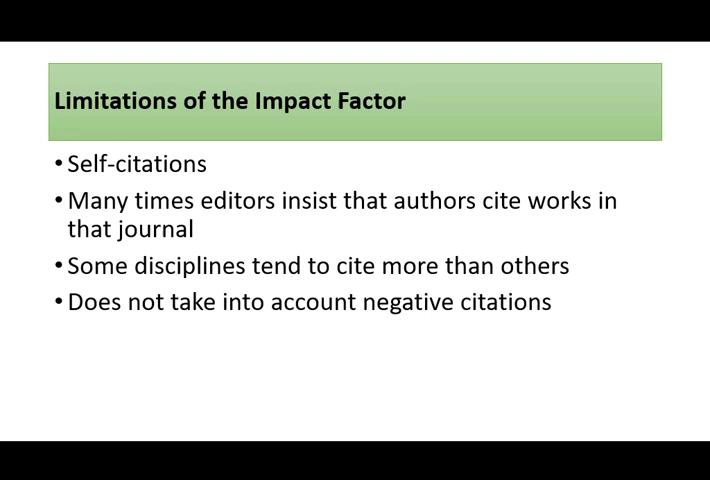 Limitations of the Impact Factor
•Self-citations
•Many times editors insist that authors cite works in
that journal
•Some disciplines tend to cite more than others
•Does not take into account negative citations